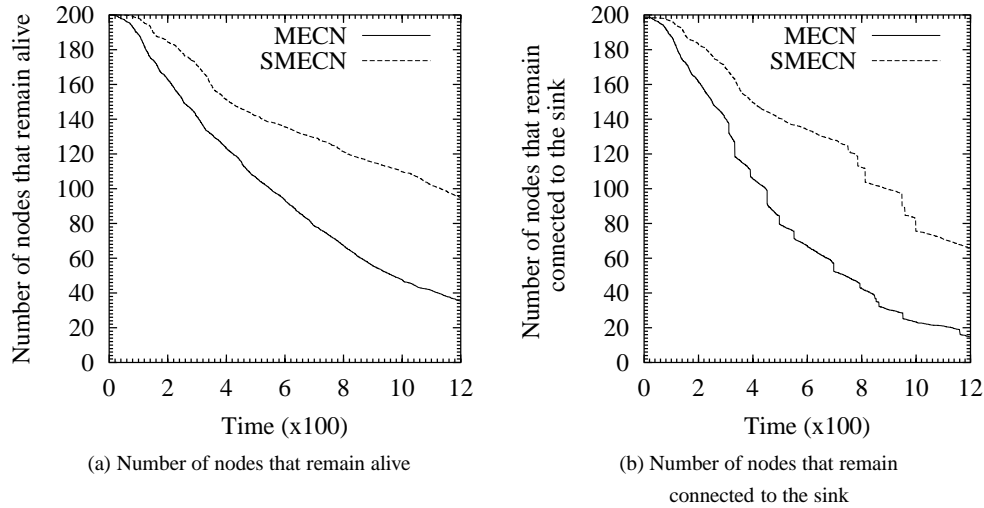 200
180
160
140
120
100
80
60
40
20
0
Number of nodes that remain alive
MECN
SMECN
0 2 4 6 8 10 12
Time (x100)
(a) Number of nodes that remain alive
200
180
160
140
120
100
80
60
40
20
0
Number of nodes that remain
connected to the sink
MECN
SMECN
0 2 4 6 8 10 12
Time (x100)
(b) Number of nodes that remain
connected to the sink